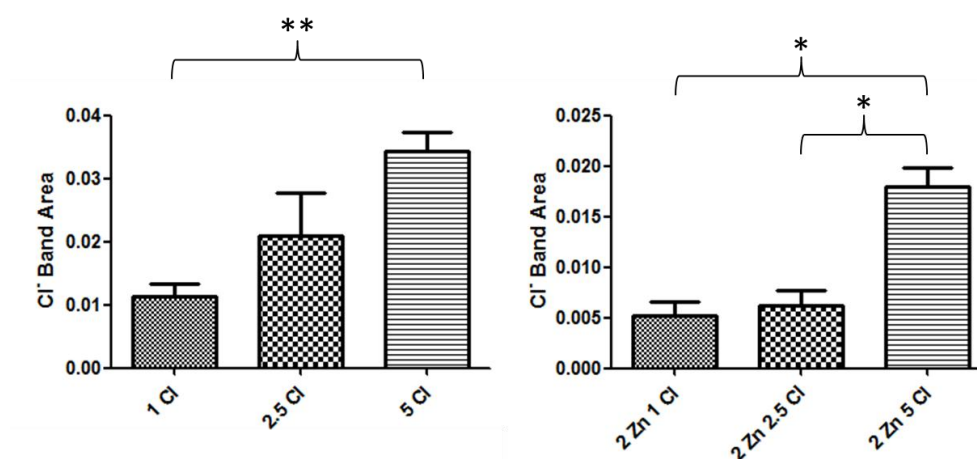 **
Cl⁻ Band Area
0.04
0.03
0.02
0.01
0.00
1 Cl
2.5 Cl
5 Cl
*
*
Cl⁻ Band Area
0.025
0.020
0.015
0.010
0.005
0.000
2 Zn 1 Cl
2 Zn 2.5 Cl
2 Zn 5 Cl